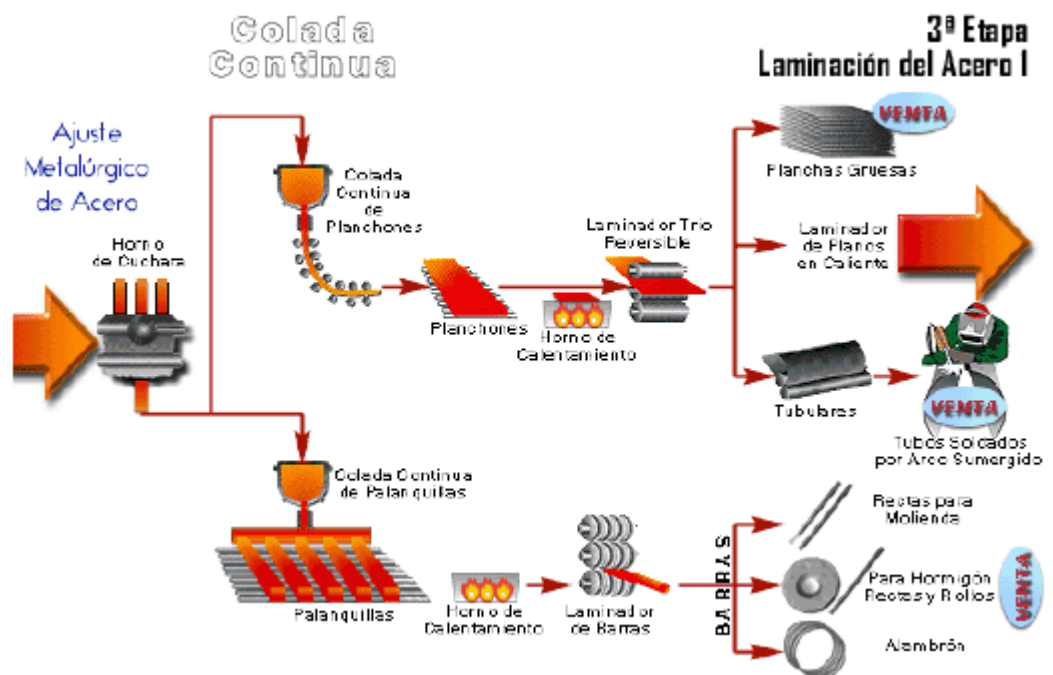 Colada
Continua
3ª Etapa
Laminación del Acero I
Ajuste
Metalúrgico
de Acero
Horno
de Cuchara
Colada
Continua
de
Planchones
Planchones
Horno de
Calentamiento
Laminador Trío
Reversible
VENTA
Planchas Gruesas
Laminador
de Planos
en Caliente
Tubulares
VENTA
Tubos Soldados
por Arco Sumergido
Colada Continua
de Palanquillas
Palanquillas
Horno de
Calentamiento
Laminador
de Barras
BARRAS
Rectas para
Molienda
Para Hormigón
Rectas y Rollos
VENTA
Alambrón